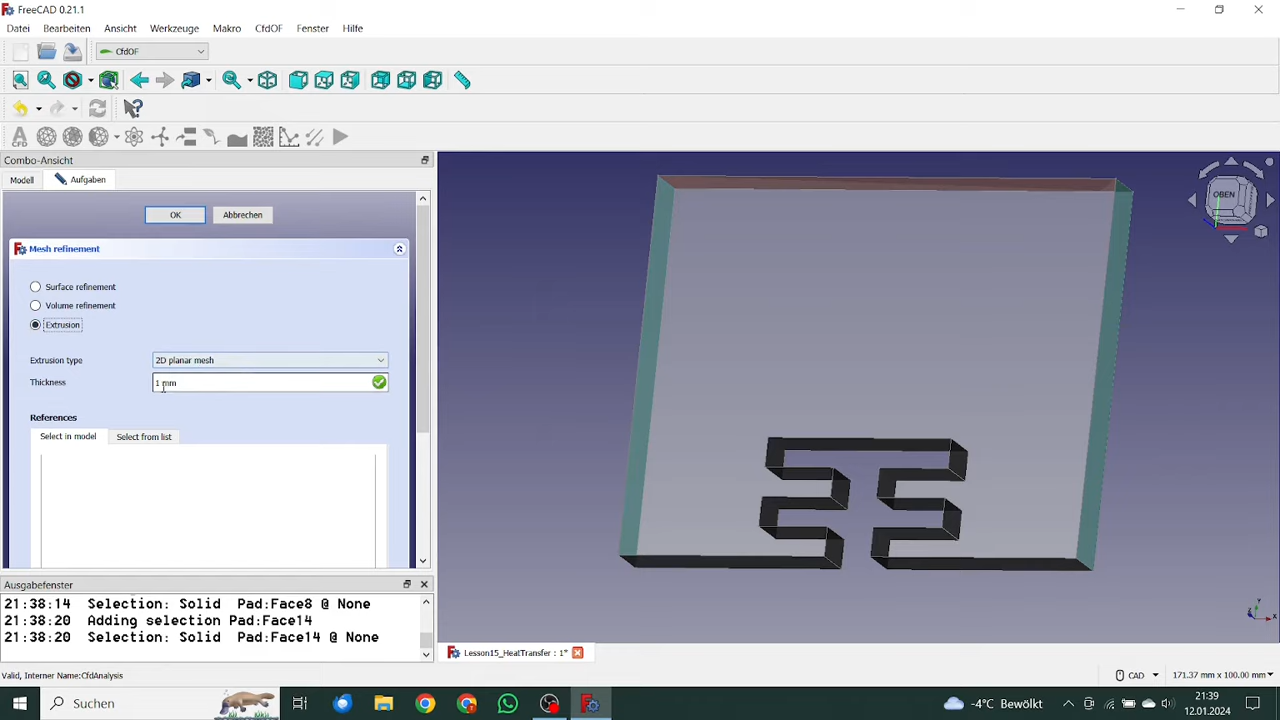 FreeCAD 0.21.1
Datei Bearbeiten Ansicht Werkzeuge Makro CfdOF Fenster Hilfe
CfdOF
Combo-Ansicht
Modell Aufgaben
OK Abbrechen
Mesh refinement
Surface refinement
Volume refinement
Extrusion
Extrusion type 2D planar mesh
Thickness 1 mm
References
Select in model Select from list
OBEN
Ausgabefenster
21:38:14 Selection: Solid Pad:Face8 @ None
21:38:20 Adding selection Pad:Face14
21:38:20 Selection: Solid Pad:Face14 @ None
Lesson15_HeatTransfer : 1*
Valid, Internal Name:CfdAnalysis
CAD 171.37 mm x 100.00 mm
Suchen
-4°C Bewölkt
21:39
12.01.2024